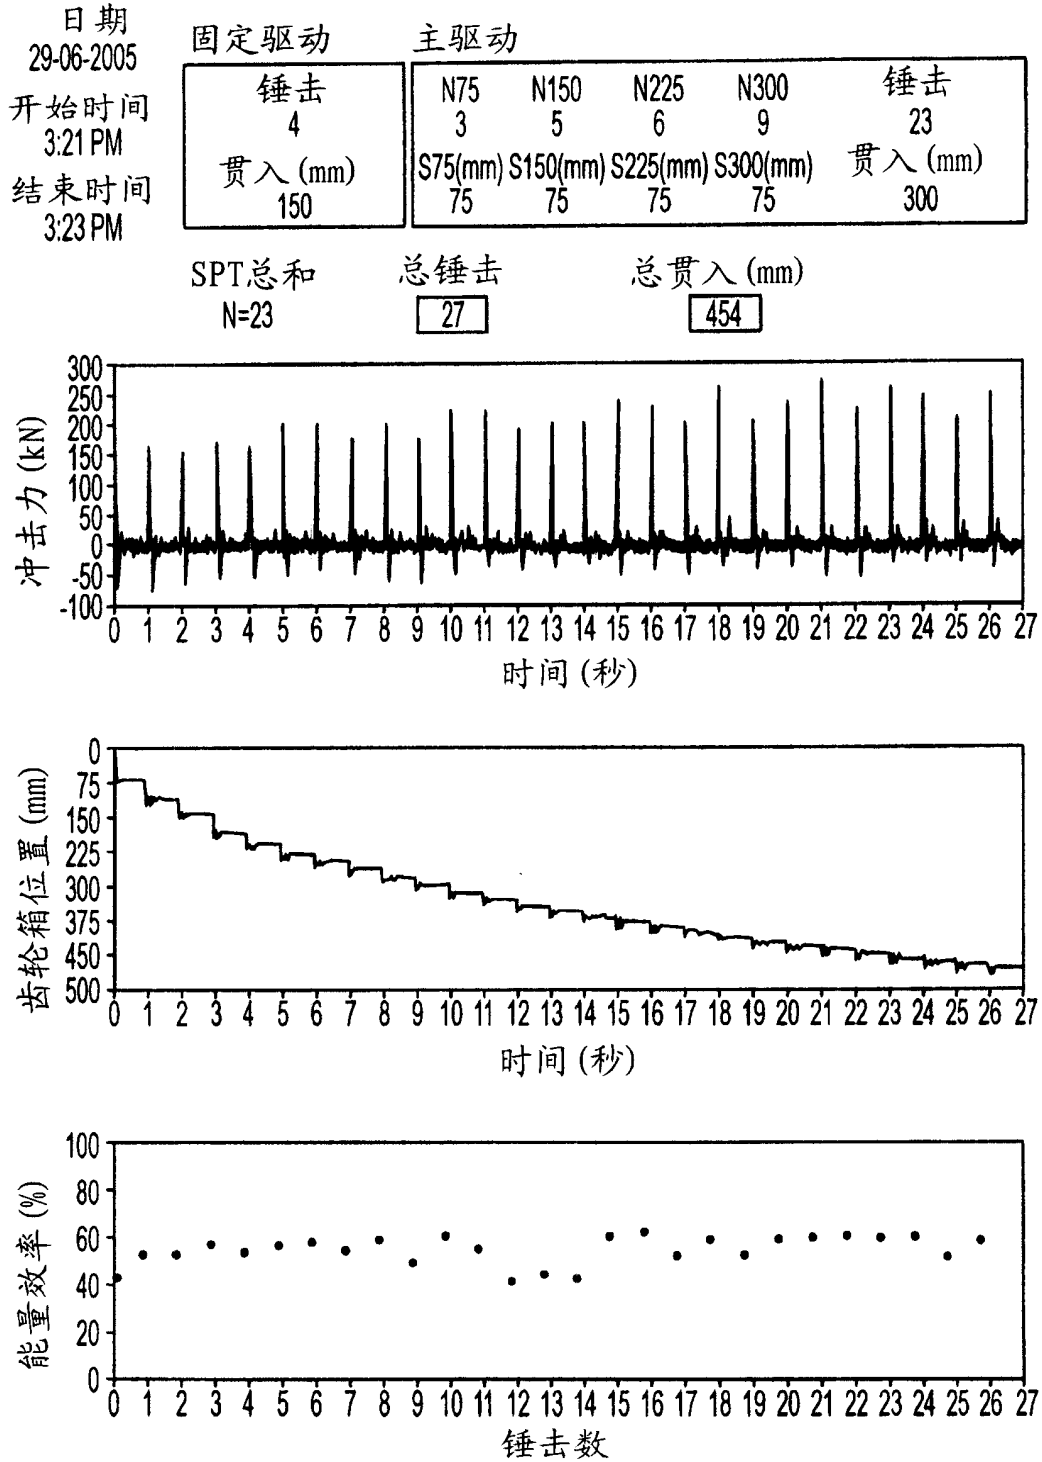 日期
29-06-2005
开始时间
3:21 PM
结束时间
3:23 PM
固定驱动
锤击
4
贯入 (mm)
150
主驱动
N75 N150 N225 N300 锤击
3 5 6 9 23
S75(mm) S150(mm) S225(mm) S300(mm) 贯入 (mm)
75 75 75 75 300
SPT总和 总锤击 总贯入 (mm)
N=23 27 454
冲击力 (kN)
300
250
200
150
100
50
0
-50
-100
0 1 2 3 4 5 6 7 8 9 10 11 12 13 14 15 16 17 18 19 20 21 22 23 24 25 26 27
时间 (秒)
齿轮箱位置 (mm)
0
75
150
225
300
375
450
500
0 1 2 3 4 5 6 7 8 9 10 11 12 13 14 15 16 17 18 19 20 21 22 23 24 25 26 27
时间 (秒)
能量效率 (%)
100
80
60
40
20
0
0 1 2 3 4 5 6 7 8 9 10 11 12 13 14 15 16 17 18 19 20 21 22 23 24 25 26 27
锤击数